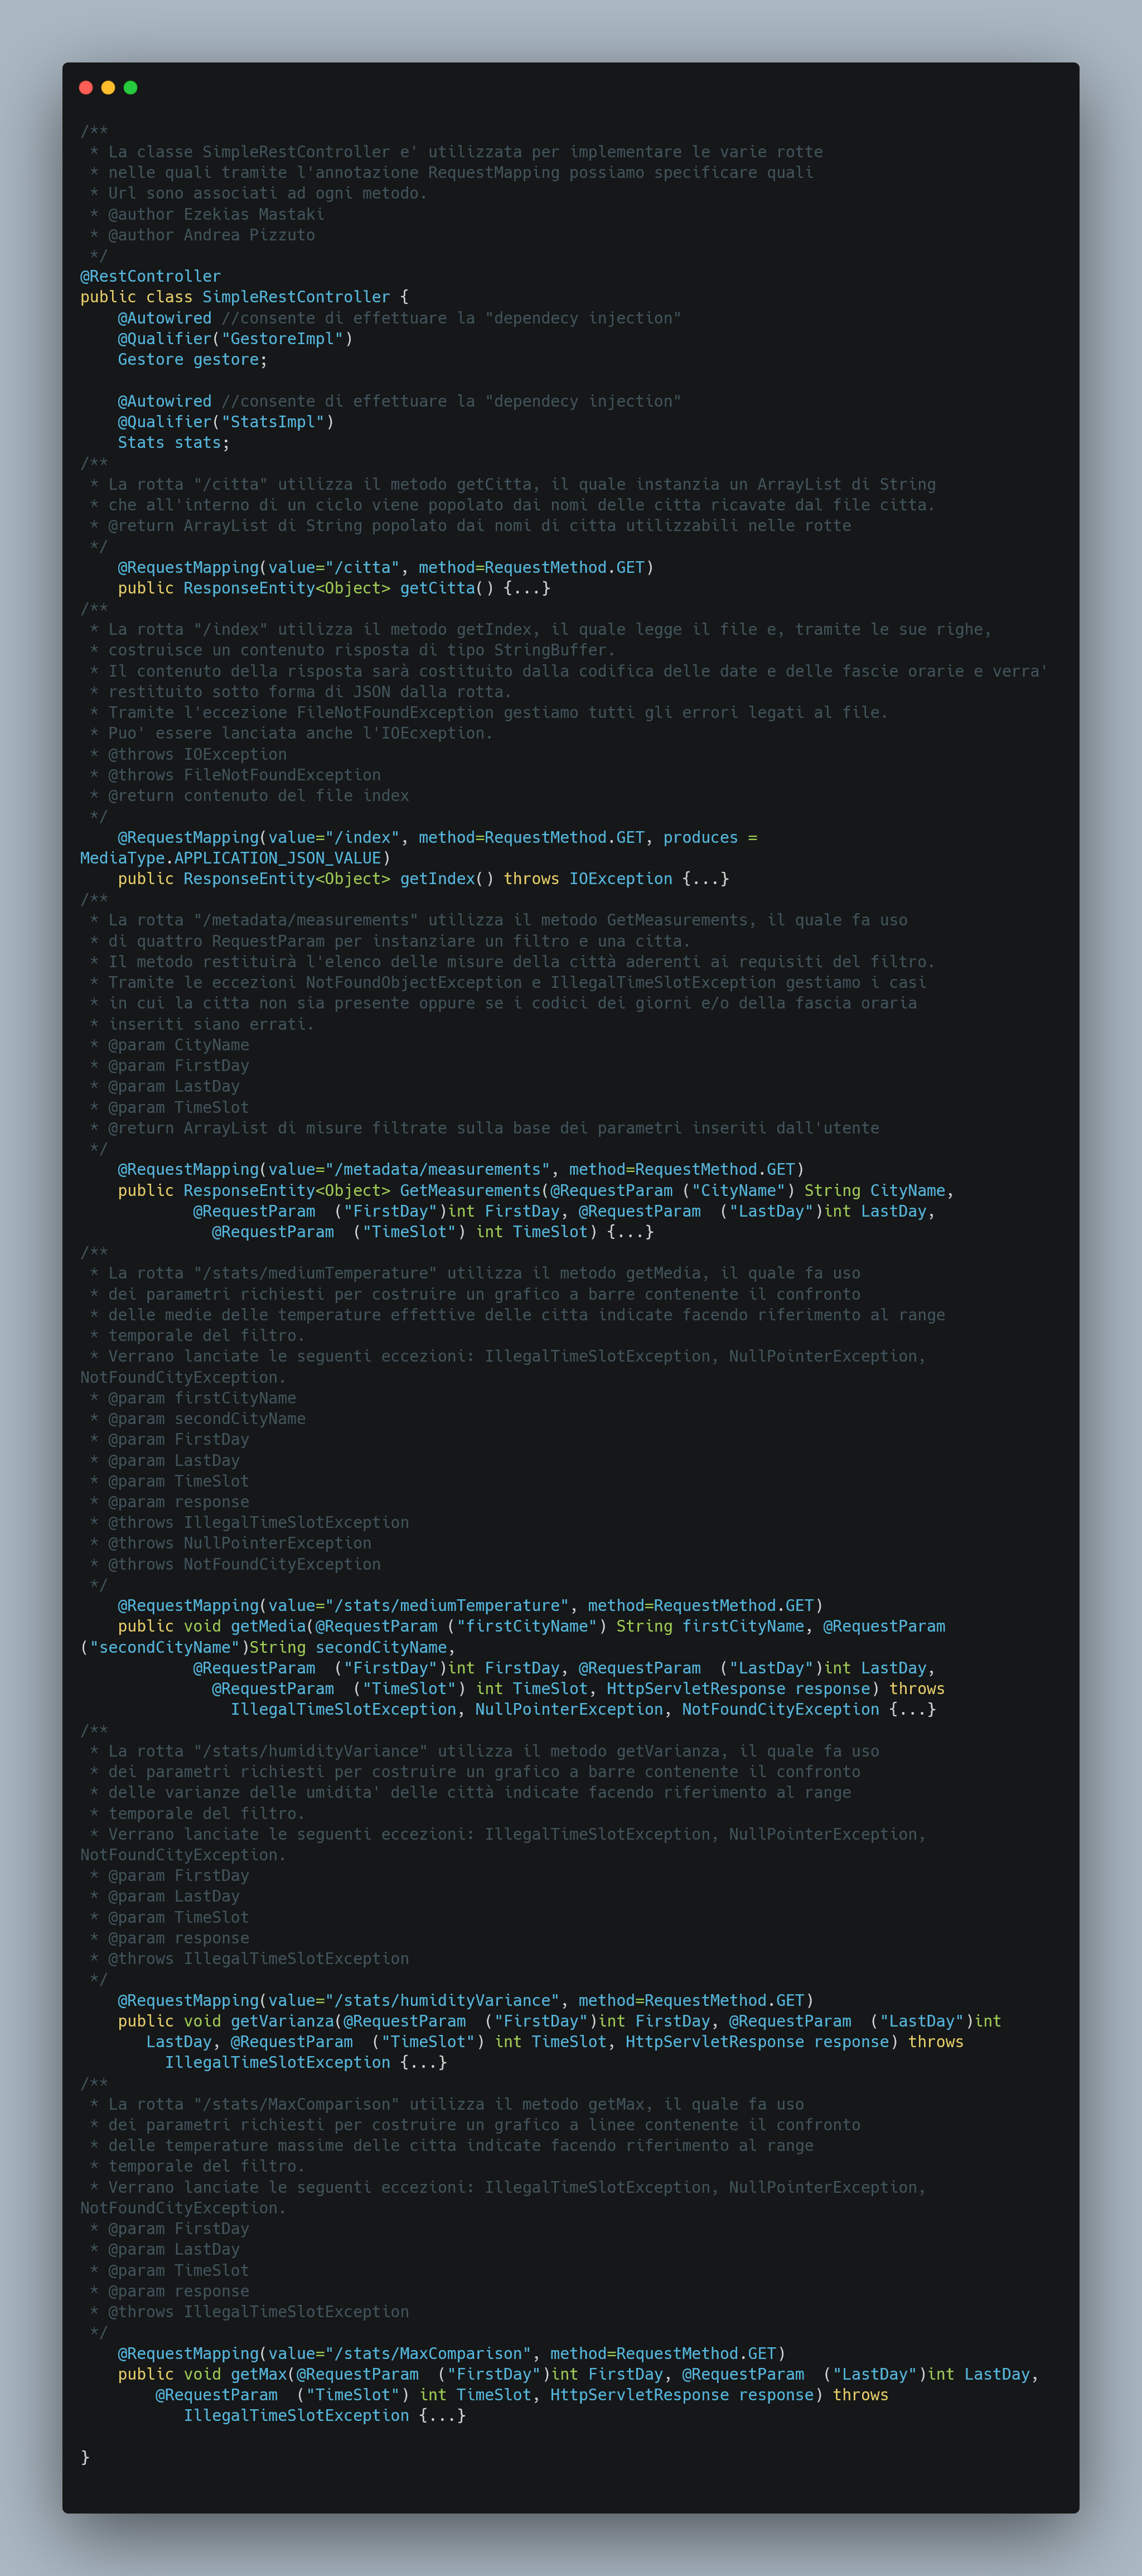 /**
 * La classe SimpleRestController e' utilizzata per implementare le varie rotte
 * nelle quali tramite l'annotazione RequestMapping possiamo specificare quali
 * Url sono associati ad ogni metodo.
 * @author Ezekias Mastaki
 * @author Andrea Pizzuto
 */
@RestController
public class SimpleRestController {
    @Autowired //consente di effettuare la "dependecy injection"
    @Qualifier("GestoreImpl")
    Gestore gestore;

    @Autowired //consente di effettuare la "dependecy injection"
    @Qualifier("StatsImpl")
    Stats stats;
/**
 * La rotta "/citta" utilizza il metodo getCitta, il quale instanzia un ArrayList di String
 * che all'interno di un ciclo viene popolato dai nomi delle citta ricavate dal file citta.
 * @return ArrayList di String popolato dai nomi di citta utilizzabili nelle rotte
 */
    @RequestMapping(value="/citta", method=RequestMethod.GET)
    public ResponseEntity<Object> getCitta() {...}
/**
 * La rotta "/index" utilizza il metodo getIndex, il quale legge il file e, tramite le sue righe,
 * costruisce un contenuto risposta di tipo StringBuffer.
 * Il contenuto della risposta sarà costituito dalla codifica delle date e delle fascie orarie e verra'
 * restituito sotto forma di JSON dalla rotta.
 * Tramite l'eccezione FileNotFoundException gestiamo tutti gli errori legati al file.
 * Puo' essere lanciata anche l'IOEcxeption.
 * @throws IOException
 * @throws FileNotFoundException
 * @return contenuto del file index
 */
    @RequestMapping(value="/index", method=RequestMethod.GET, produces =
MediaType.APPLICATION_JSON_VALUE)
    public ResponseEntity<Object> getIndex() throws IOException {...}
/**
 * La rotta "/metadata/measurements" utilizza il metodo GetMeasurements, il quale fa uso
 * di quattro RequestParam per instanziare un filtro e una citta.
 * Il metodo restituirà l'elenco delle misure della città aderenti ai requisiti del filtro.
 * Tramite le eccezioni NotFoundObjectException e IllegalTimeSlotException gestiamo i casi
 * in cui la citta non sia presente oppure se i codici dei giorni e/o della fascia oraria
 * inseriti siano errati.
 * @param CityName
 * @param FirstDay
 * @param LastDay
 * @param TimeSlot
 * @return ArrayList di misure filtrate sulla base dei parametri inseriti dall'utente
 */
    @RequestMapping(value="/metadata/measurements", method=RequestMethod.GET)
    public ResponseEntity<Object> GetMeasurements(@RequestParam ("CityName") String CityName,
            @RequestParam  ("FirstDay")int FirstDay, @RequestParam  ("LastDay")int LastDay,
              @RequestParam  ("TimeSlot") int TimeSlot) {...}
/**
 * La rotta "/stats/mediumTemperature" utilizza il metodo getMedia, il quale fa uso
 * dei parametri richiesti per costruire un grafico a barre contenente il confronto
 * delle medie delle temperature effettive delle citta indicate facendo riferimento al range
 * temporale del filtro.
 * Verrano lanciate le seguenti eccezioni: IllegalTimeSlotException, NullPointerException,
NotFoundCityException.
 * @param firstCityName
 * @param secondCityName
 * @param FirstDay
 * @param LastDay
 * @param TimeSlot
 * @param response
 * @throws IllegalTimeSlotException
 * @throws NullPointerException
 * @throws NotFoundCityException
 */
    @RequestMapping(value="/stats/mediumTemperature", method=RequestMethod.GET)
    public void getMedia(@RequestParam ("firstCityName") String firstCityName, @RequestParam
("secondCityName")String secondCityName,
            @RequestParam  ("FirstDay")int FirstDay, @RequestParam  ("LastDay")int LastDay,
              @RequestParam  ("TimeSlot") int TimeSlot, HttpServletResponse response) throws
                IllegalTimeSlotException, NullPointerException, NotFoundCityException {...}
/**
 * La rotta "/stats/humidityVariance" utilizza il metodo getVarianza, il quale fa uso
 * dei parametri richiesti per costruire un grafico a barre contenente il confronto
 * delle varianze delle umidita' delle città indicate facendo riferimento al range
 * temporale del filtro.
 * Verrano lanciate le seguenti eccezioni: IllegalTimeSlotException, NullPointerException,
NotFoundCityException.
 * @param FirstDay
 * @param LastDay
 * @param TimeSlot
 * @param response
 * @throws IllegalTimeSlotException
 */
    @RequestMapping(value="/stats/humidityVariance", method=RequestMethod.GET)
    public void getVarianza(@RequestParam  ("FirstDay")int FirstDay, @RequestParam  ("LastDay")int
       LastDay, @RequestParam  ("TimeSlot") int TimeSlot, HttpServletResponse response) throws
         IllegalTimeSlotException {...}
/**
 * La rotta "/stats/MaxComparison" utilizza il metodo getMax, il quale fa uso
 * dei parametri richiesti per costruire un grafico a linee contenente il confronto
 * delle temperature massime delle citta indicate facendo riferimento al range
 * temporale del filtro.
 * Verrano lanciate le seguenti eccezioni: IllegalTimeSlotException, NullPointerException,
NotFoundCityException.
 * @param FirstDay
 * @param LastDay
 * @param TimeSlot
 * @param response
 * @throws IllegalTimeSlotException
 */
    @RequestMapping(value="/stats/MaxComparison", method=RequestMethod.GET)
    public void getMax(@RequestParam  ("FirstDay")int FirstDay, @RequestParam  ("LastDay")int LastDay,
        @RequestParam  ("TimeSlot") int TimeSlot, HttpServletResponse response) throws
           IllegalTimeSlotException {...}

}